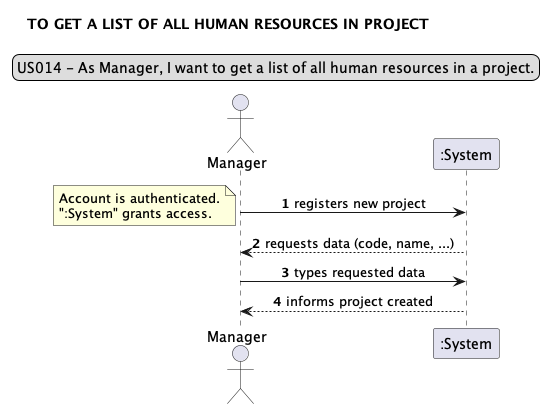 TO GET A LIST OF ALL HUMAN RESOURCES IN PROJECT
US014 – As Manager, I want to get a list of all human resources in a project.
Manager
:System
Account is authenticated.
":System" grants access.
1 registers new project
2 requests data (code, name, ...)
3 types requested data
4 informs project created
Manager
:System